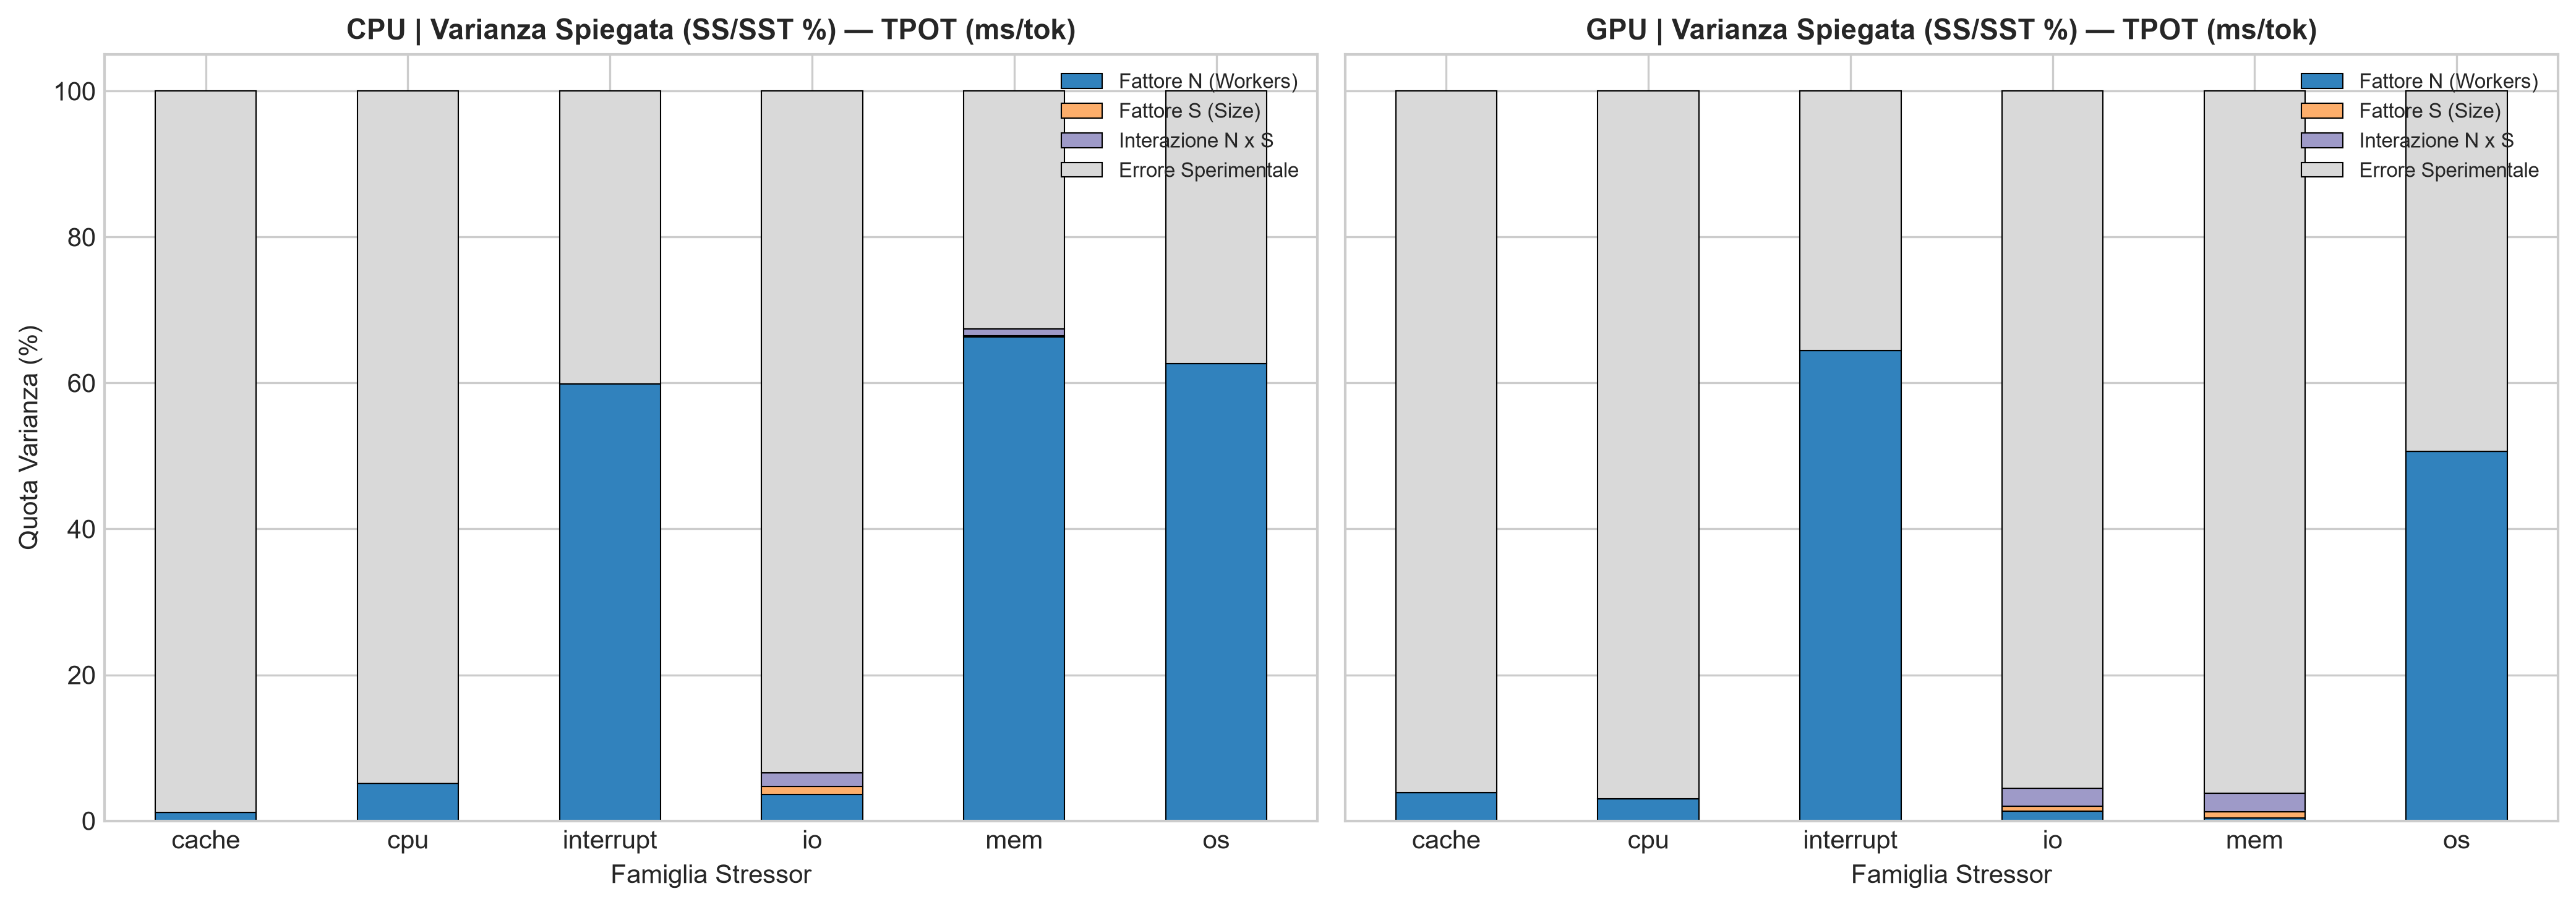 CPU | Varianza Spiegata (SS/SST %) — TPOT (ms/tok)
Quota Varianza (%)
100
80
60
40
20
0
Fattore N (Workers)
Fattore S (Size)
Interazione N x S
Errore Sperimentale
cache
cpu
interrupt
io
mem
os
Famiglia Stressor
GPU | Varianza Spiegata (SS/SST %) — TPOT (ms/tok)
Fattore N (Workers)
Fattore S (Size)
Interazione N x S
Errore Sperimentale
cache
cpu
interrupt
io
mem
os
Famiglia Stressor